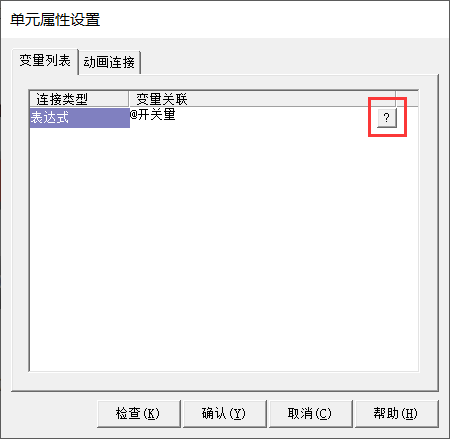 单元属性设置
变量列表 动画连接
连接类型 变量关联
表达式 @开关量 ?
检查(K) 确认(Y) 取消(C) 帮助(H)